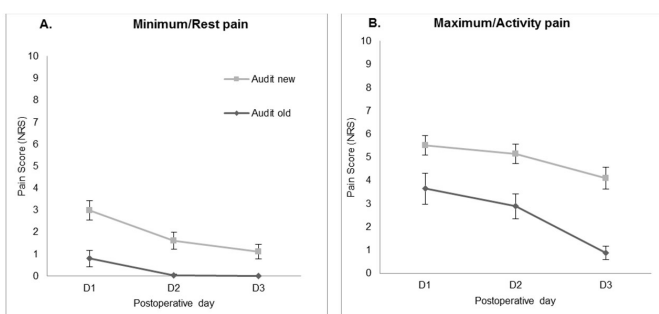 A. Minimum/Rest pain
10
9
8
7
6
5
4
3
2
1
0
Pain Score (NRS)
Audit new
Audit old
D1 D2 D3
Postoperative day
B. Maximum/Activity pain
10
9
8
7
6
5
4
3
2
1
0
Pain Score (NRS)
D1 D2 D3
Postoperative day